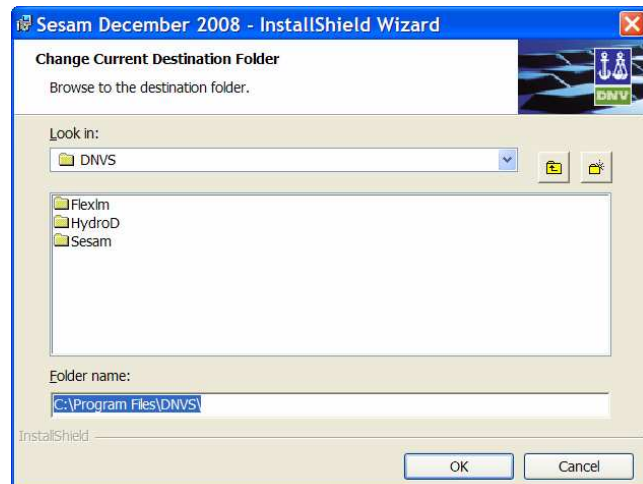 Sesam December 2008 - InstallShield Wizard
Change Current Destination Folder
Browse to the destination folder.
DNV
Look in:
DNVS
Flexlm
HydroD
Sesam
Folder name:
C:\Program Files\DNVS\
InstallShield
OK
Cancel